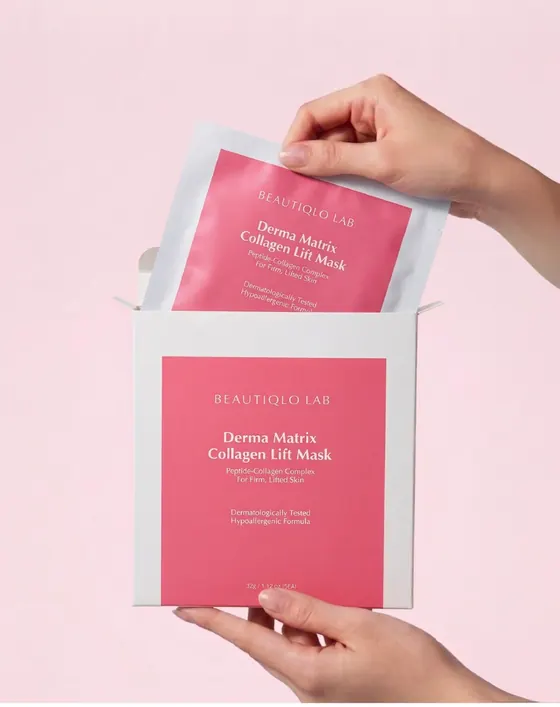 BEAUTIQLO LAB
Derma Matrix
Collagen Lift Mask
Peptide-Collagen Complex
For Firm, Lifted Skin
Dermatologically Tested
Hypoallergenic Formula
BEAUTIQLO LAB
Derma Matrix
Collagen Lift Mask
Peptide-Collagen Complex
For Firm, Lifted Skin
Dermatologically Tested
Hypoallergenic Formula